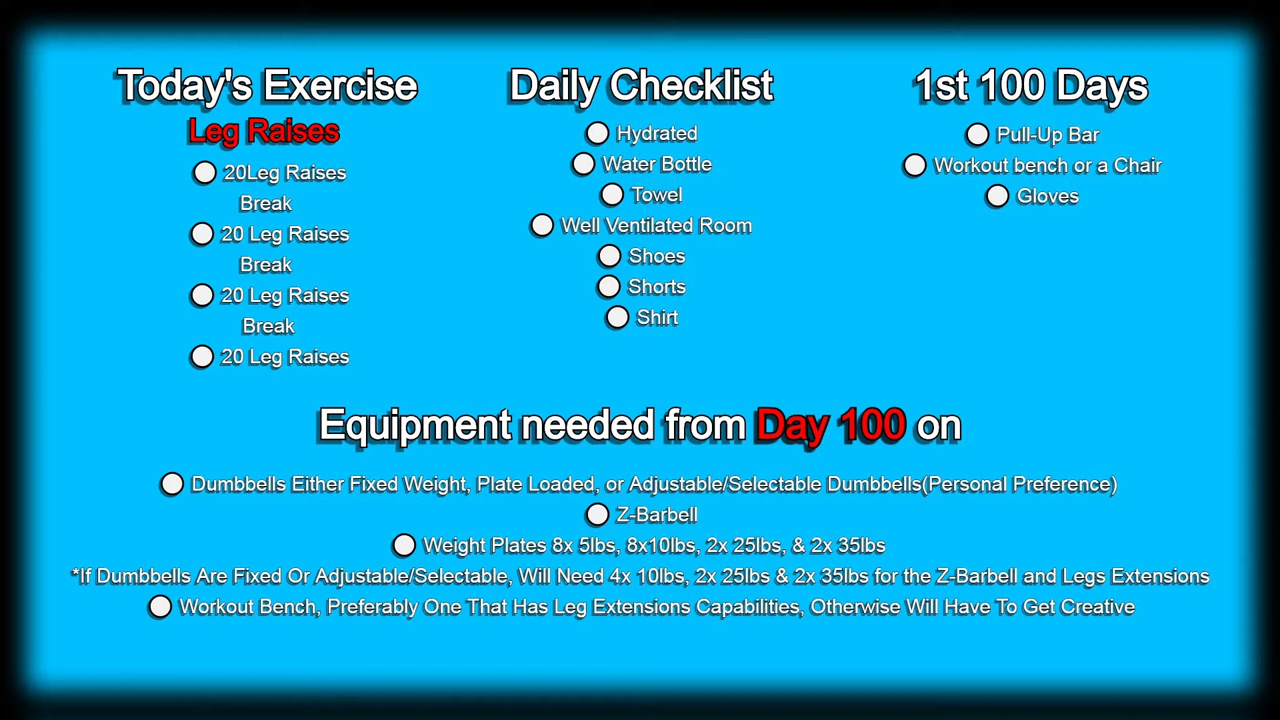 Today's Exercise
Leg Raises
20Leg Raises
Break
20 Leg Raises
Break
20 Leg Raises
Break
20 Leg Raises
Daily Checklist
Hydrated
Water Bottle
Towel
Well Ventilated Room
Shoes
Shorts
Shirt
1st 100 Days
Pull-Up Bar
Workout bench or a Chair
Gloves
Equipment needed from Day 100 on
Dumbbells Either Fixed Weight, Plate Loaded, or Adjustable/Selectable Dumbbells(Personal Preference)
Z-Barbell
Weight Plates 8x 5lbs, 8x10lbs, 2x 25lbs, & 2x 35lbs
*If Dumbbells Are Fixed Or Adjustable/Selectable, Will Need 4x 10lbs, 2x 25lbs & 2x 35lbs for the Z-Barbell and Legs Extensions
Workout Bench, Preferably One That Has Leg Extensions Capabilities, Otherwise Will Have To Get Creative